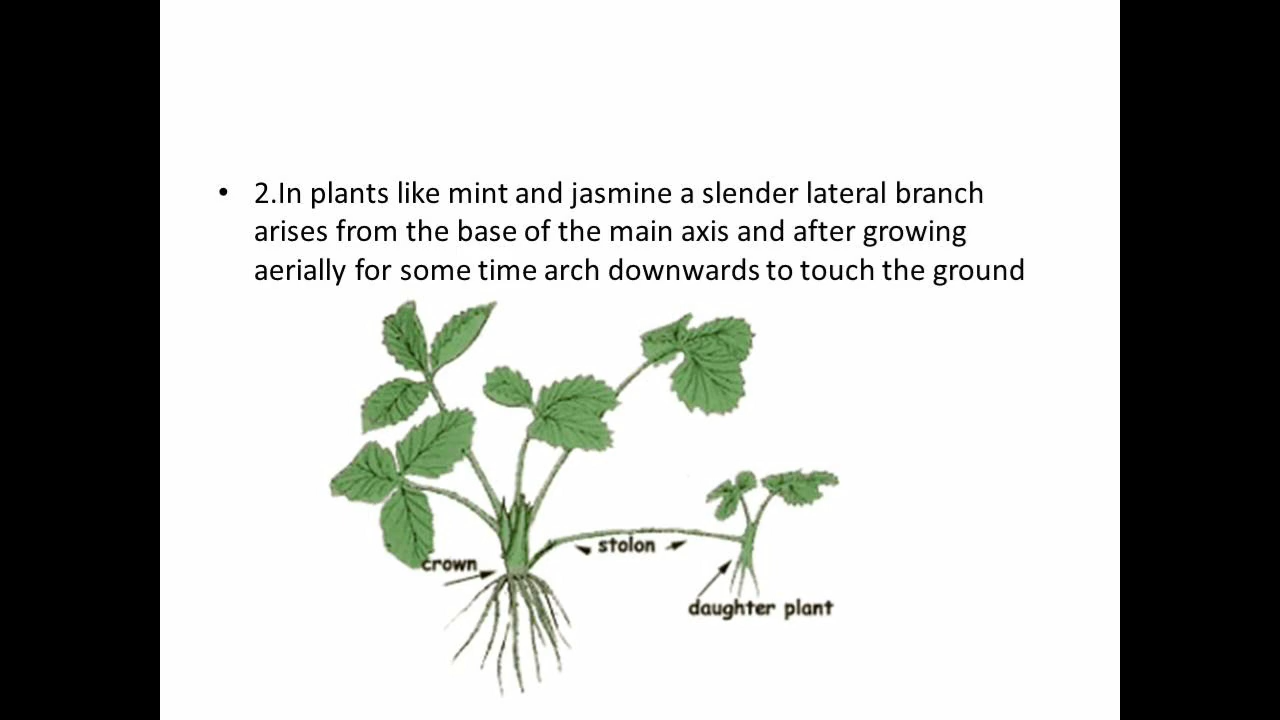 • 2.In plants like mint and jasmine a slender lateral branch
arises from the base of the main axis and after growing
aerially for some time arch downwards to touch the ground
stolon
crown
daughter plant